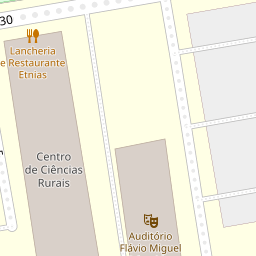 30
Lancheria
e Restaurante
Etnias
Centro
de Ciências
Rurais
Auditório
Flávio Miguel